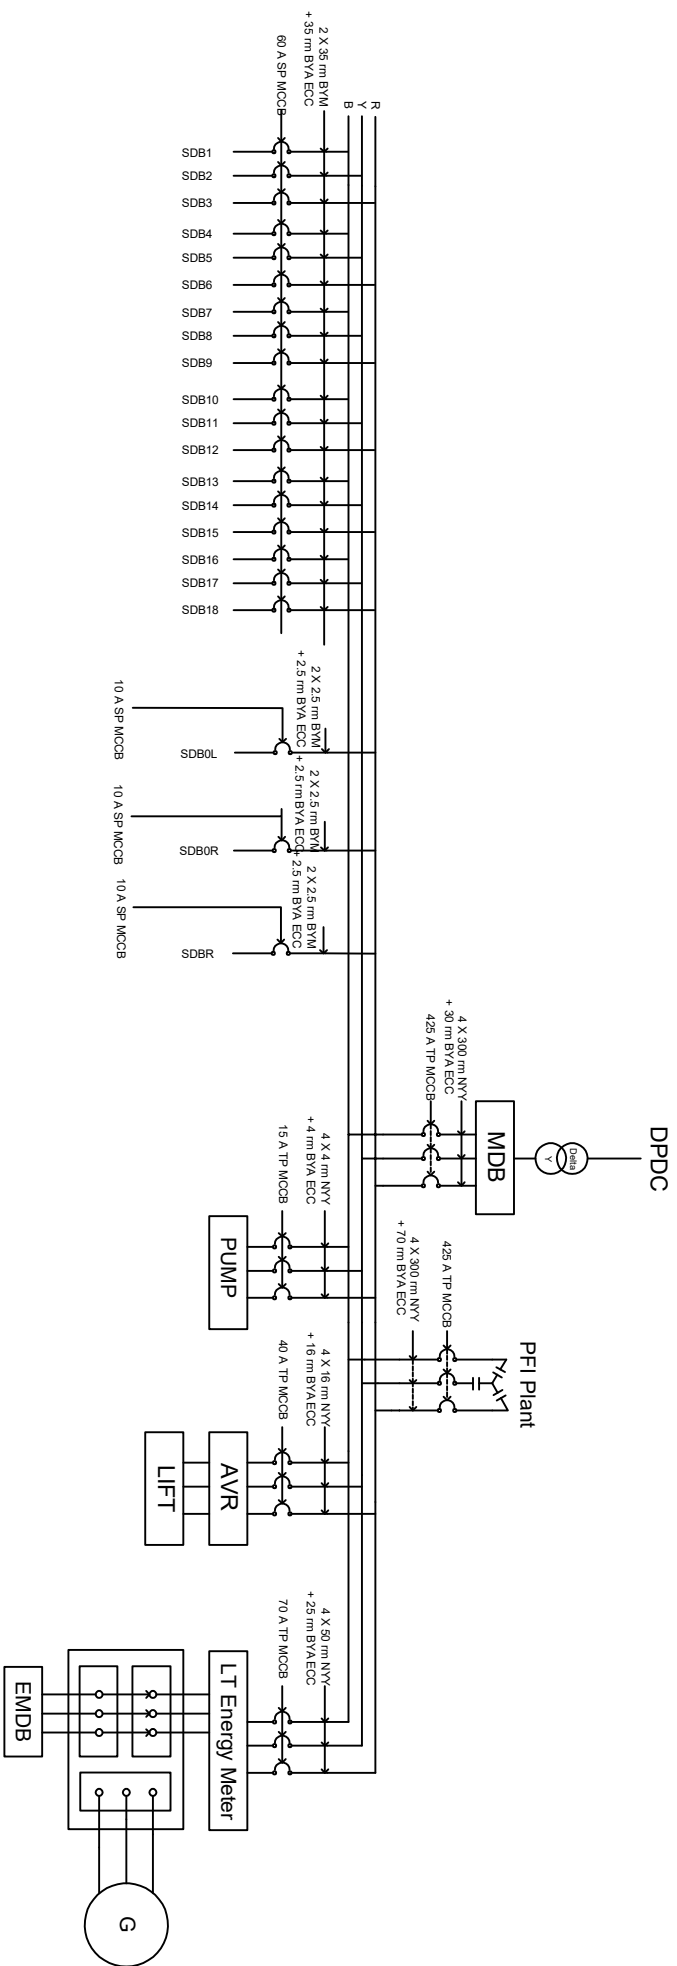 DPDC
Delta
Y
MDB
4 X 300 rm NYY
+ 30 rm BYA ECC
425 A TP MCCB
PFI Plant
425 A TP MCCB
4 X 300 rm NYY
+ 70 rm BYA ECC
R
Y
B
2 X 35 rm BYM
+ 35 rm BYA ECC
60 A SP MCCB
SDB1
SDB2
SDB3
SDB4
SDB5
SDB6
SDB7
SDB8
SDB9
SDB10
SDB11
SDB12
SDB13
SDB14
SDB15
SDB16
SDB17
SDB18
2 X 2.5 rm BYM
+ 2.5 rm BYA ECC
10 A SP MCCB
SDB0L
2 X 2.5 rm BYM
+ 2.5 rm BYA ECC
10 A SP MCCB
SDB0R
2 X 2.5 rm BYM
+ 2.5 rm BYA ECC
10 A SP MCCB
SDBR
4 X 4 rm NYY
+ 4 rm BYA ECC
15 A TP MCCB
PUMP
4 X 16 rm NYY
+ 16 rm BYA ECC
40 A TP MCCB
AVR
LIFT
4 X 50 rm NYY
+ 25 rm BYA ECC
70 A TP MCCB
LT Energy Meter
EMDB
G